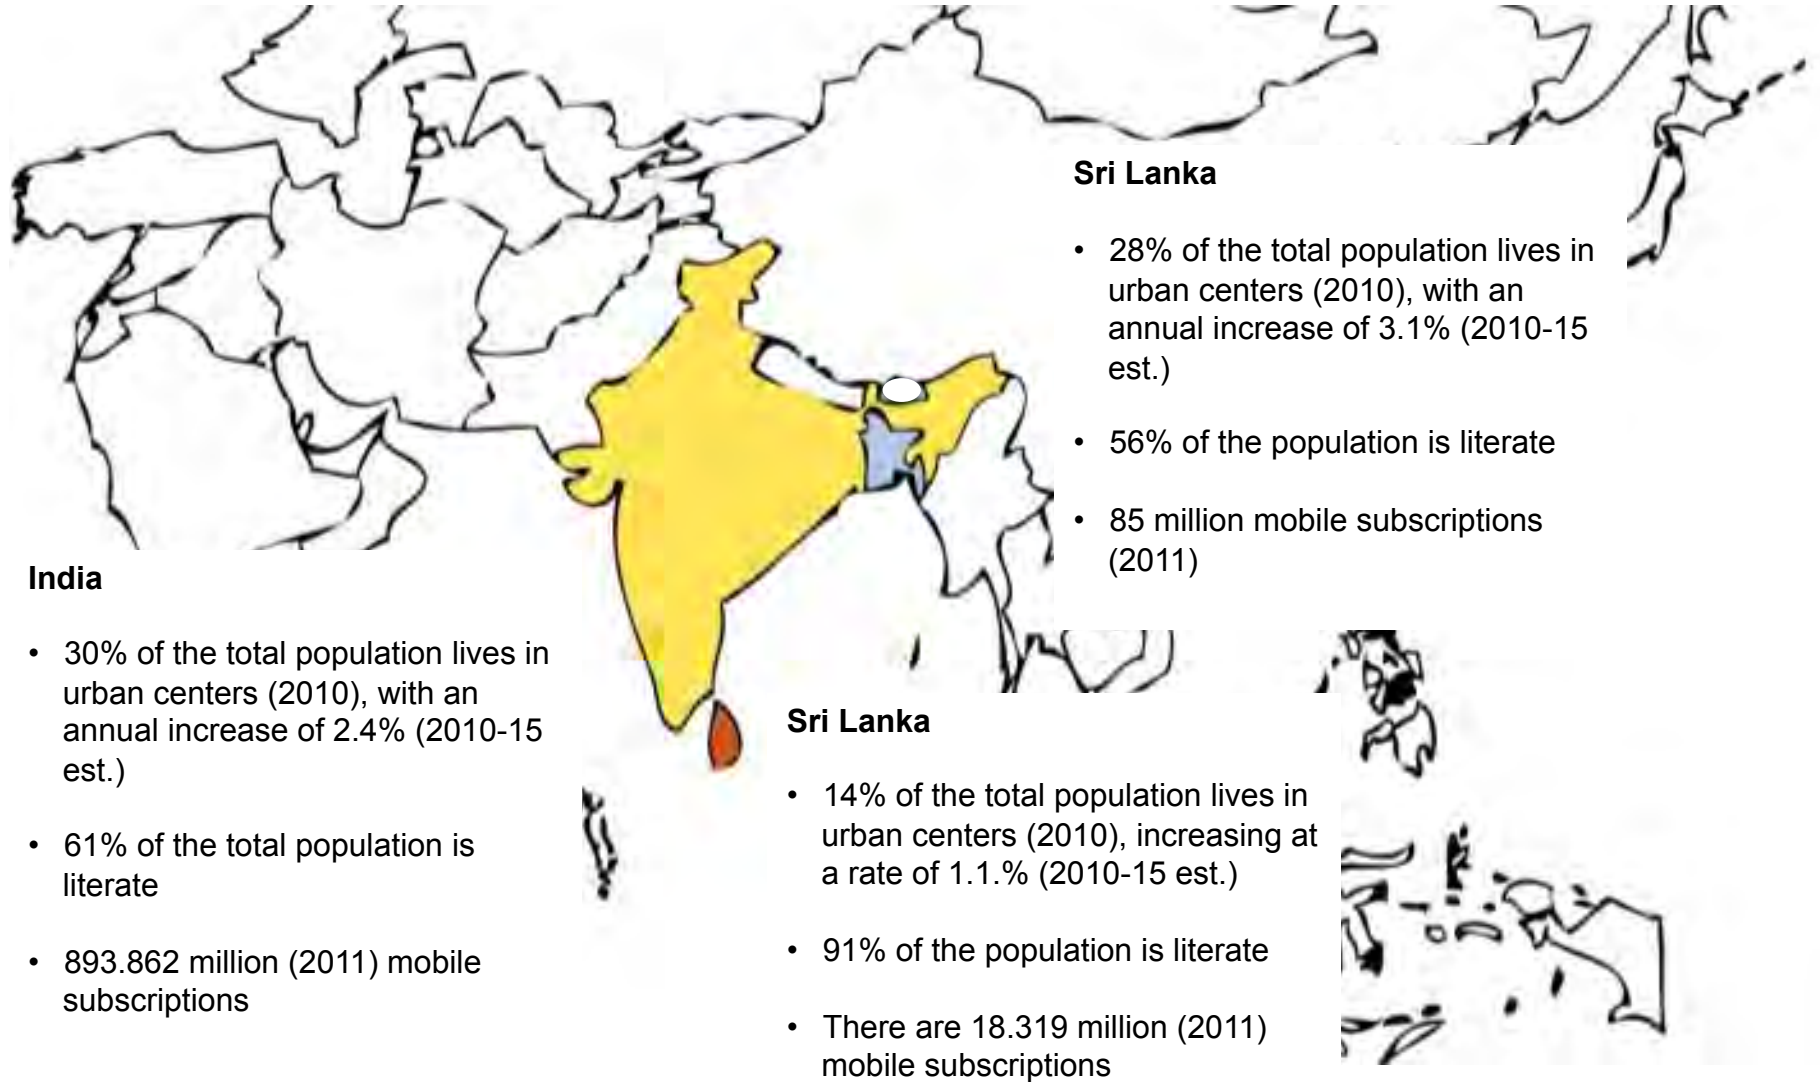 Sri Lanka
• 28% of the total population lives in
urban centers (2010), with an
annual increase of 3.1% (2010-15
est.)
• 56% of the population is literate
• 85 million mobile subscriptions
(2011)
India
• 30% of the total population lives in
urban centers (2010), with an
annual increase of 2.4% (2010-15
est.)
• 61% of the total population is
literate
• 893.862 million (2011) mobile
subscriptions
Sri Lanka
• 14% of the total population lives in
urban centers (2010), increasing at
a rate of 1.1.% (2010-15 est.)
• 91% of the population is literate
• There are 18.319 million (2011)
mobile subscriptions